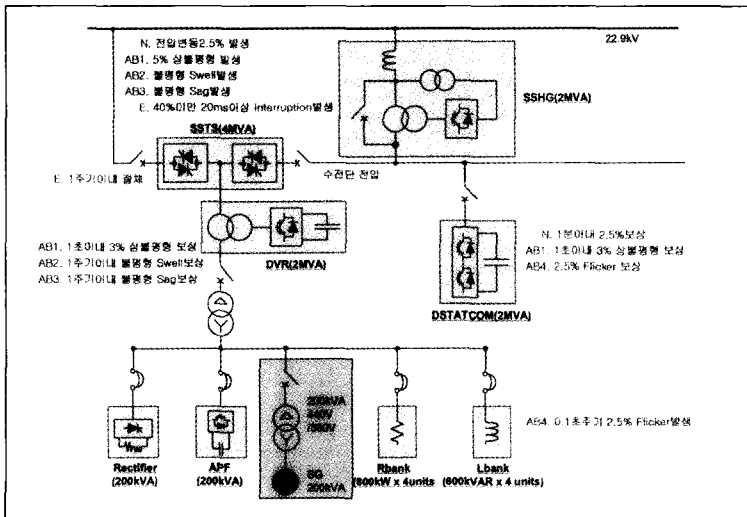 22.9kV
N. 전압변동2.5% 발생
AB1. 5% 상불평형 발생
AB2. 불평형 Swell발생
AB3. 불평형 Sag발생
E. 40%미만 20ms이상 Interruption발생
SSHG(2MVA)
SSTS(4MVA)
E. 1주기이내 절체
수전단 전압
AB1. 1초이내 3% 상불평형 보상
AB2. 1주기이내 불평형 Swell보상
AB3. 1주기이내 불평형 Sag보상
DVR(2MVA)
N. 1분이내 2.5%보상
AB1. 1초이내 3% 상불평형 보상
AB4. 2.5% Flicker 보상
DSTATCOM(2MVA)
200kVA
440V
/380V
AB4. 0.1초주기 2.5% Flicker발생
Rectifier
(200kVA)
APF
(200kVA)
SG
200kVA
Rbank
(800kW x 4units)
Lbank
(600kVAR x 4 units)